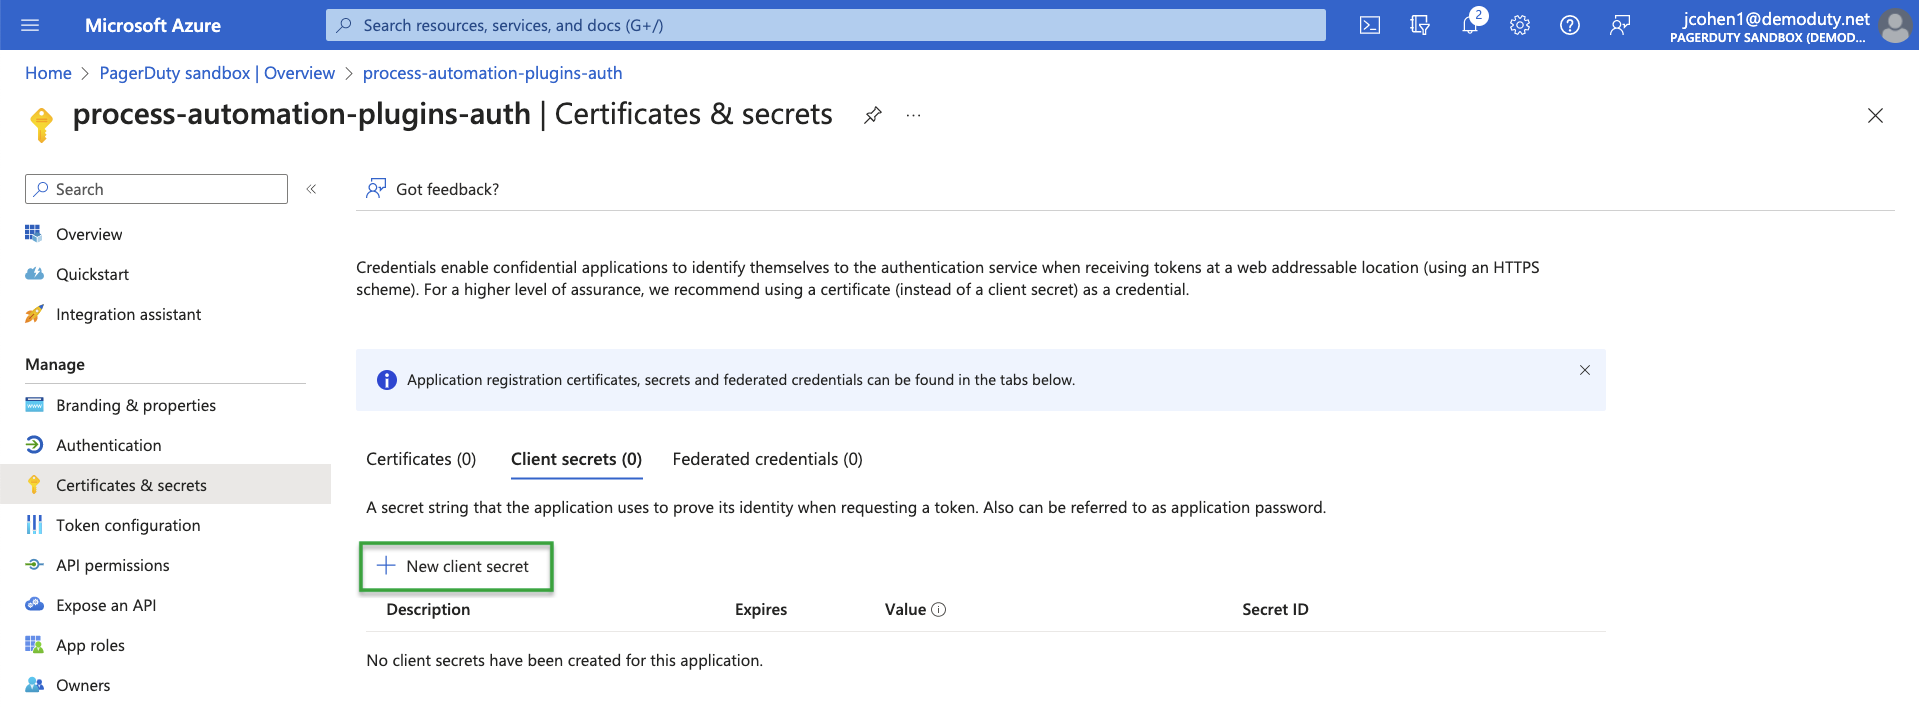 Microsoft Azure
Search resources, services, and docs (G+/)
2
jcohen1@demoduty.net
PAGERDUTY SANDBOX (DEMOD...
Home > PagerDuty sandbox | Overview > process-automation-plugins-auth
process-automation-plugins-auth | Certificates & secrets
Search
Overview
Quickstart
Integration assistant
Manage
Branding & properties
Authentication
Certificates & secrets
Token configuration
API permissions
Expose an API
App roles
Owners
Got feedback?
Credentials enable confidential applications to identify themselves to the authentication service when receiving tokens at a web addressable location (using an HTTPS
scheme). For a higher level of assurance, we recommend using a certificate (instead of a client secret) as a credential.
Application registration certificates, secrets and federated credentials can be found in the tabs below.
Certificates (0) Client secrets (0) Federated credentials (0)
A secret string that the application uses to prove its identity when requesting a token. Also can be referred to as application password.
New client secret
Description Expires Value Secret ID
No client secrets have been created for this application.